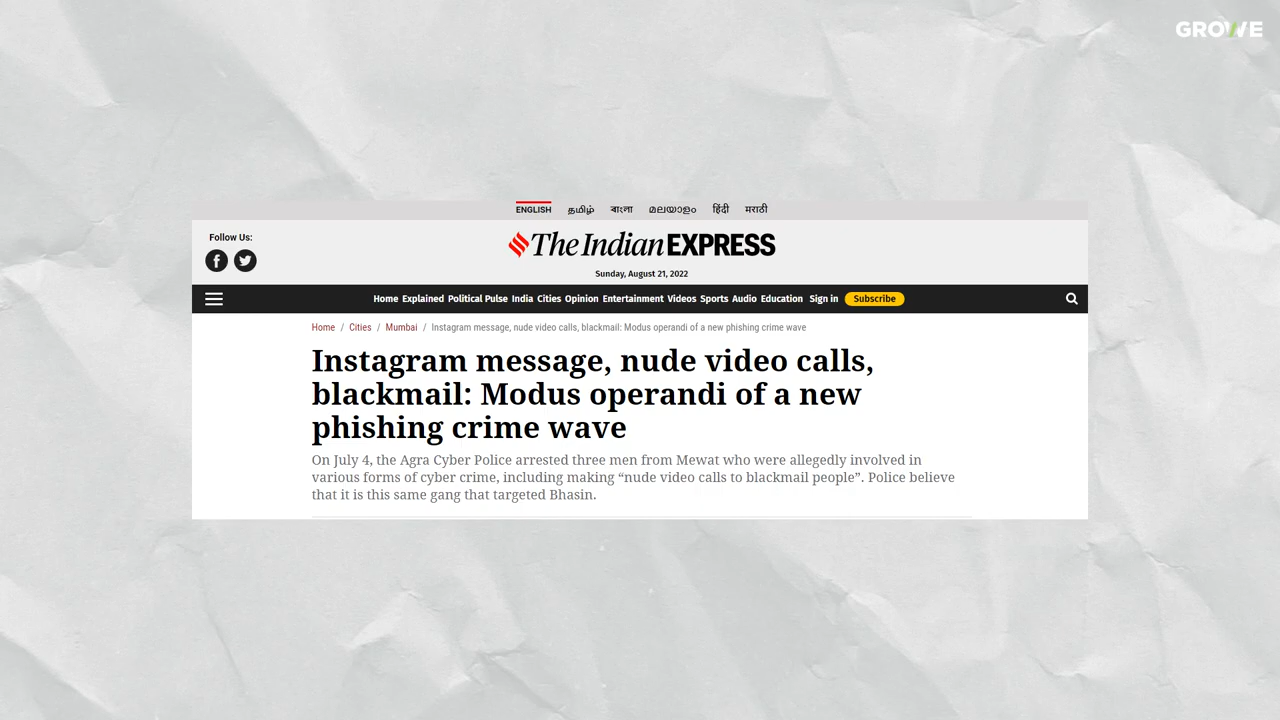 GROWE
ENGLISH தமிழ் বাংলা മലയാളം हिंदी मराठी
Follow Us:
The Indian EXPRESS
Sunday, August 21, 2022
Home Explained Political Pulse India Cities Opinion Entertainment Videos Sports Audio Education Sign in Subscribe
Home / Cities / Mumbai / Instagram message, nude video calls, blackmail: Modus operandi of a new phishing crime wave
Instagram message, nude video calls,
blackmail: Modus operandi of a new
phishing crime wave
On July 4, the Agra Cyber Police arrested three men from Mewat who were allegedly involved in
various forms of cyber crime, including making “nude video calls to blackmail people”. Police believe
that it is this same gang that targeted Bhasin.